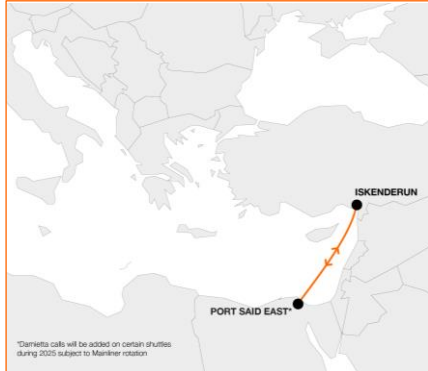 ISKENDERUN
PORT SAID EAST*
*Damietta calls will be added on certain shuttles
during 2025 subject to Mainliner rotation